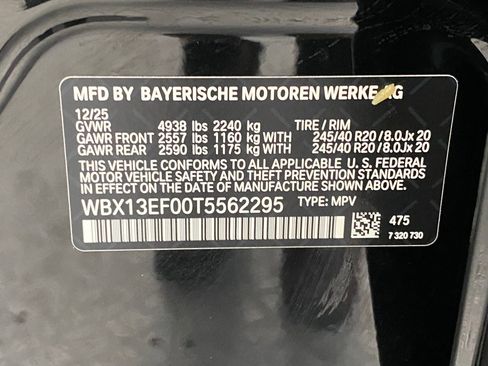 MFD BY BAYERISCHE MOTOREN WERKE AG
12/25
GVWR 4938 lbs 2240 kg TIRE / RIM
GAWR FRONT 2557 lbs 1160 kg WITH 245/40 R20 / 8.0Jx 20
GAWR REAR 2590 lbs 1175 kg WITH 245/40 R20 / 8.0Jx 20
THIS VEHICLE CONFORMS TO ALL APPLICABLE U. S. FEDERAL
MOTOR VEHICLE SAFETY AND THEFT PREVENTION STANDARDS
IN EFFECT ON THE DATE OF MANUFACTURE SHOWN ABOVE.
WBX13EF00T5562295 TYPE: MPV
475
7 320 730